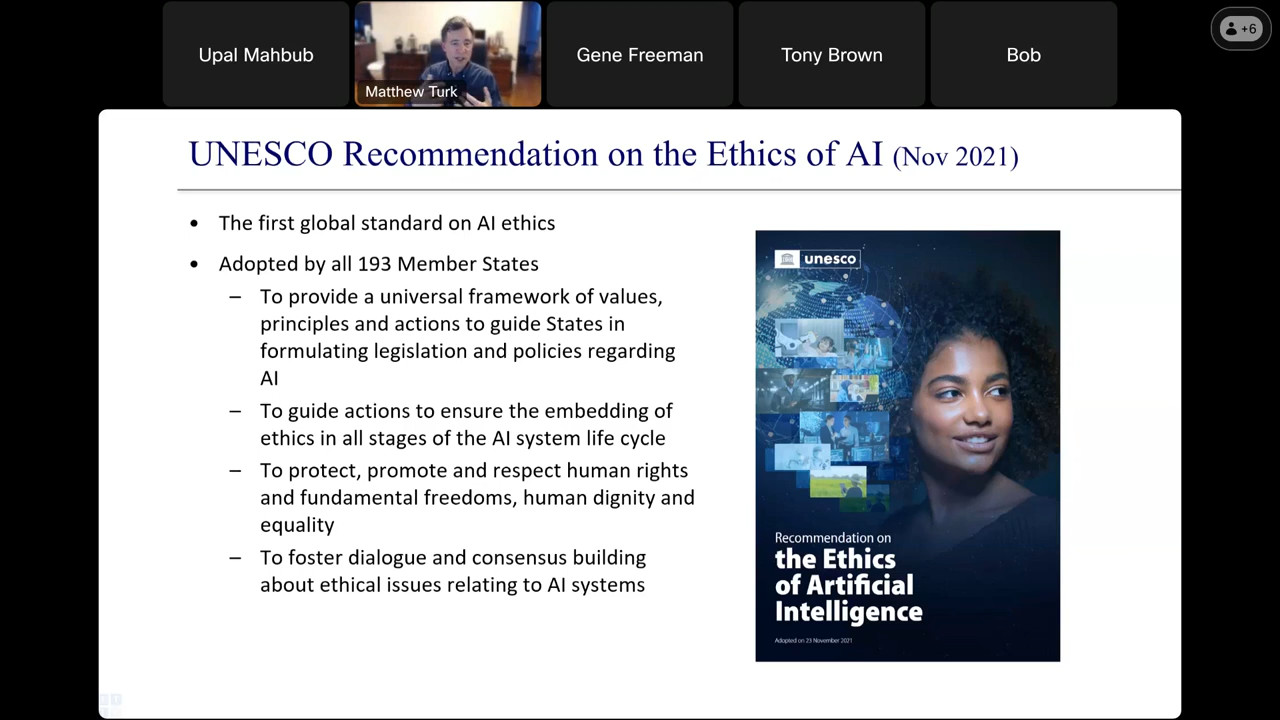 Upal Mahbub
Matthew Turk
Gene Freeman
Tony Brown
Bob
+6
UNESCO Recommendation on the Ethics of AI (Nov 2021)
• The first global standard on AI ethics
• Adopted by all 193 Member States
– To provide a universal framework of values,
principles and actions to guide States in
formulating legislation and policies regarding
AI
– To guide actions to ensure the embedding of
ethics in all stages of the AI system life cycle
– To protect, promote and respect human rights
and fundamental freedoms, human dignity and
equality
– To foster dialogue and consensus building
about ethical issues relating to AI systems
unesco
Recommendation on
the Ethics
of Artificial
Intelligence
Adopted on 23 November 2021